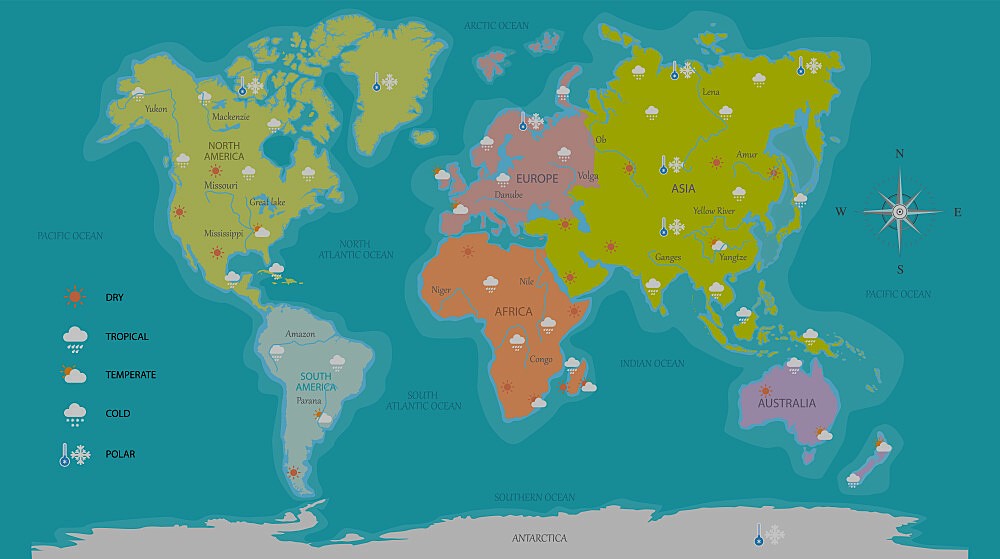 ARCTIC OCEAN
Lena
Yukon
Mackenzie
Ob
NORTH
AMERICA
Amur
EUROPE
Volga
ASIA
Missouri
Danube
Great lake
Yellow River
N
W
E
S
Mississippi
PACIFIC OCEAN
NORTH
ATLANTIC OCEAN
Ganges
Yangtze
Nile
Niger
PACIFIC OCEAN
DRY
AFRICA
TROPICAL
Amazon
Congo
INDIAN OCEAN
TEMPERATE
SOUTH
AMERICA
Parana
SOUTH
ATLANTIC OCEAN
AUSTRALIA
COLD
POLAR
SOUTHERN OCEAN
ANTARCTICA